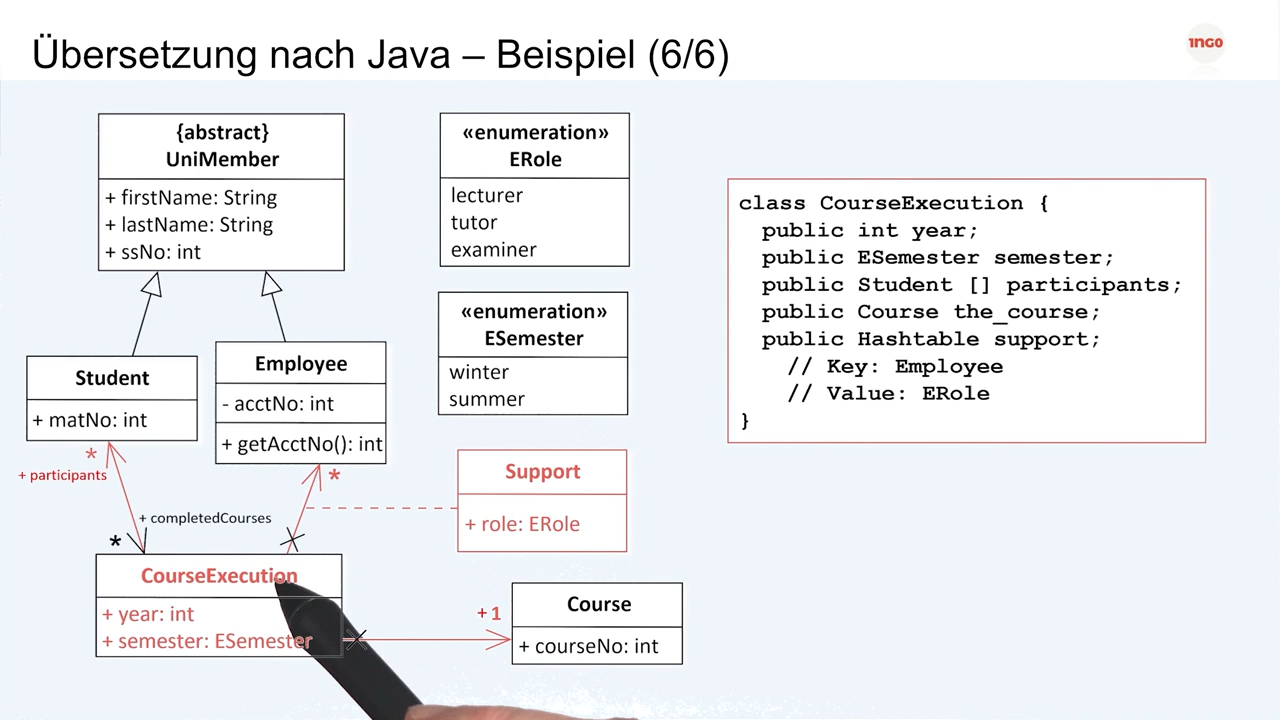 Übersetzung nach Java – Beispiel (6/6)
1NGO
{abstract}
UniMember
+ firstName: String
+ lastName: String
+ ssNo: int
«enumeration»
ERole
lecturer
tutor
examiner
«enumeration»
ESemester
winter
summer
Student
+ matNo: int
Employee
- acctNo: int
+ getAcctNo(): int
*
+ participants
+ completedCourses
*
*
Support
+ role: ERole
CourseExecution
+ year: int
+ semester: ESemester
+ 1
Course
+ courseNo: int
class CourseExecution {
public int year;
public ESemester semester;
public Student [] participants;
public Course the_course;
public Hashtable support;
// Key: Employee
// Value: ERole
}